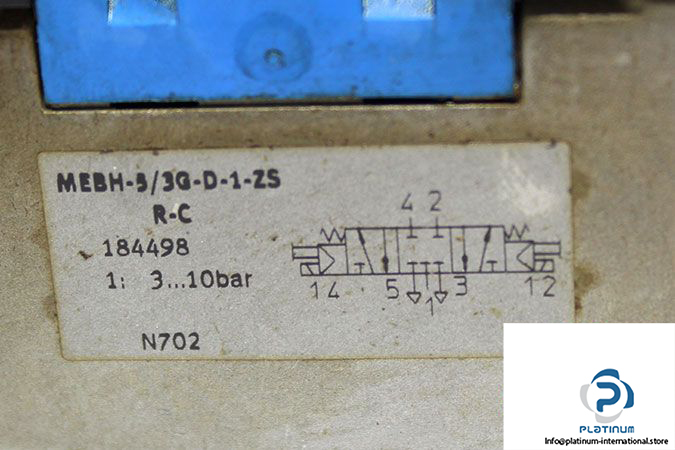 MEBH-5/3G-D-1-ZS
R-C
184498
1: 3...10bar
N702
4 2
14 5 1 3 12
PLATINUM
Info@platinum-international.store